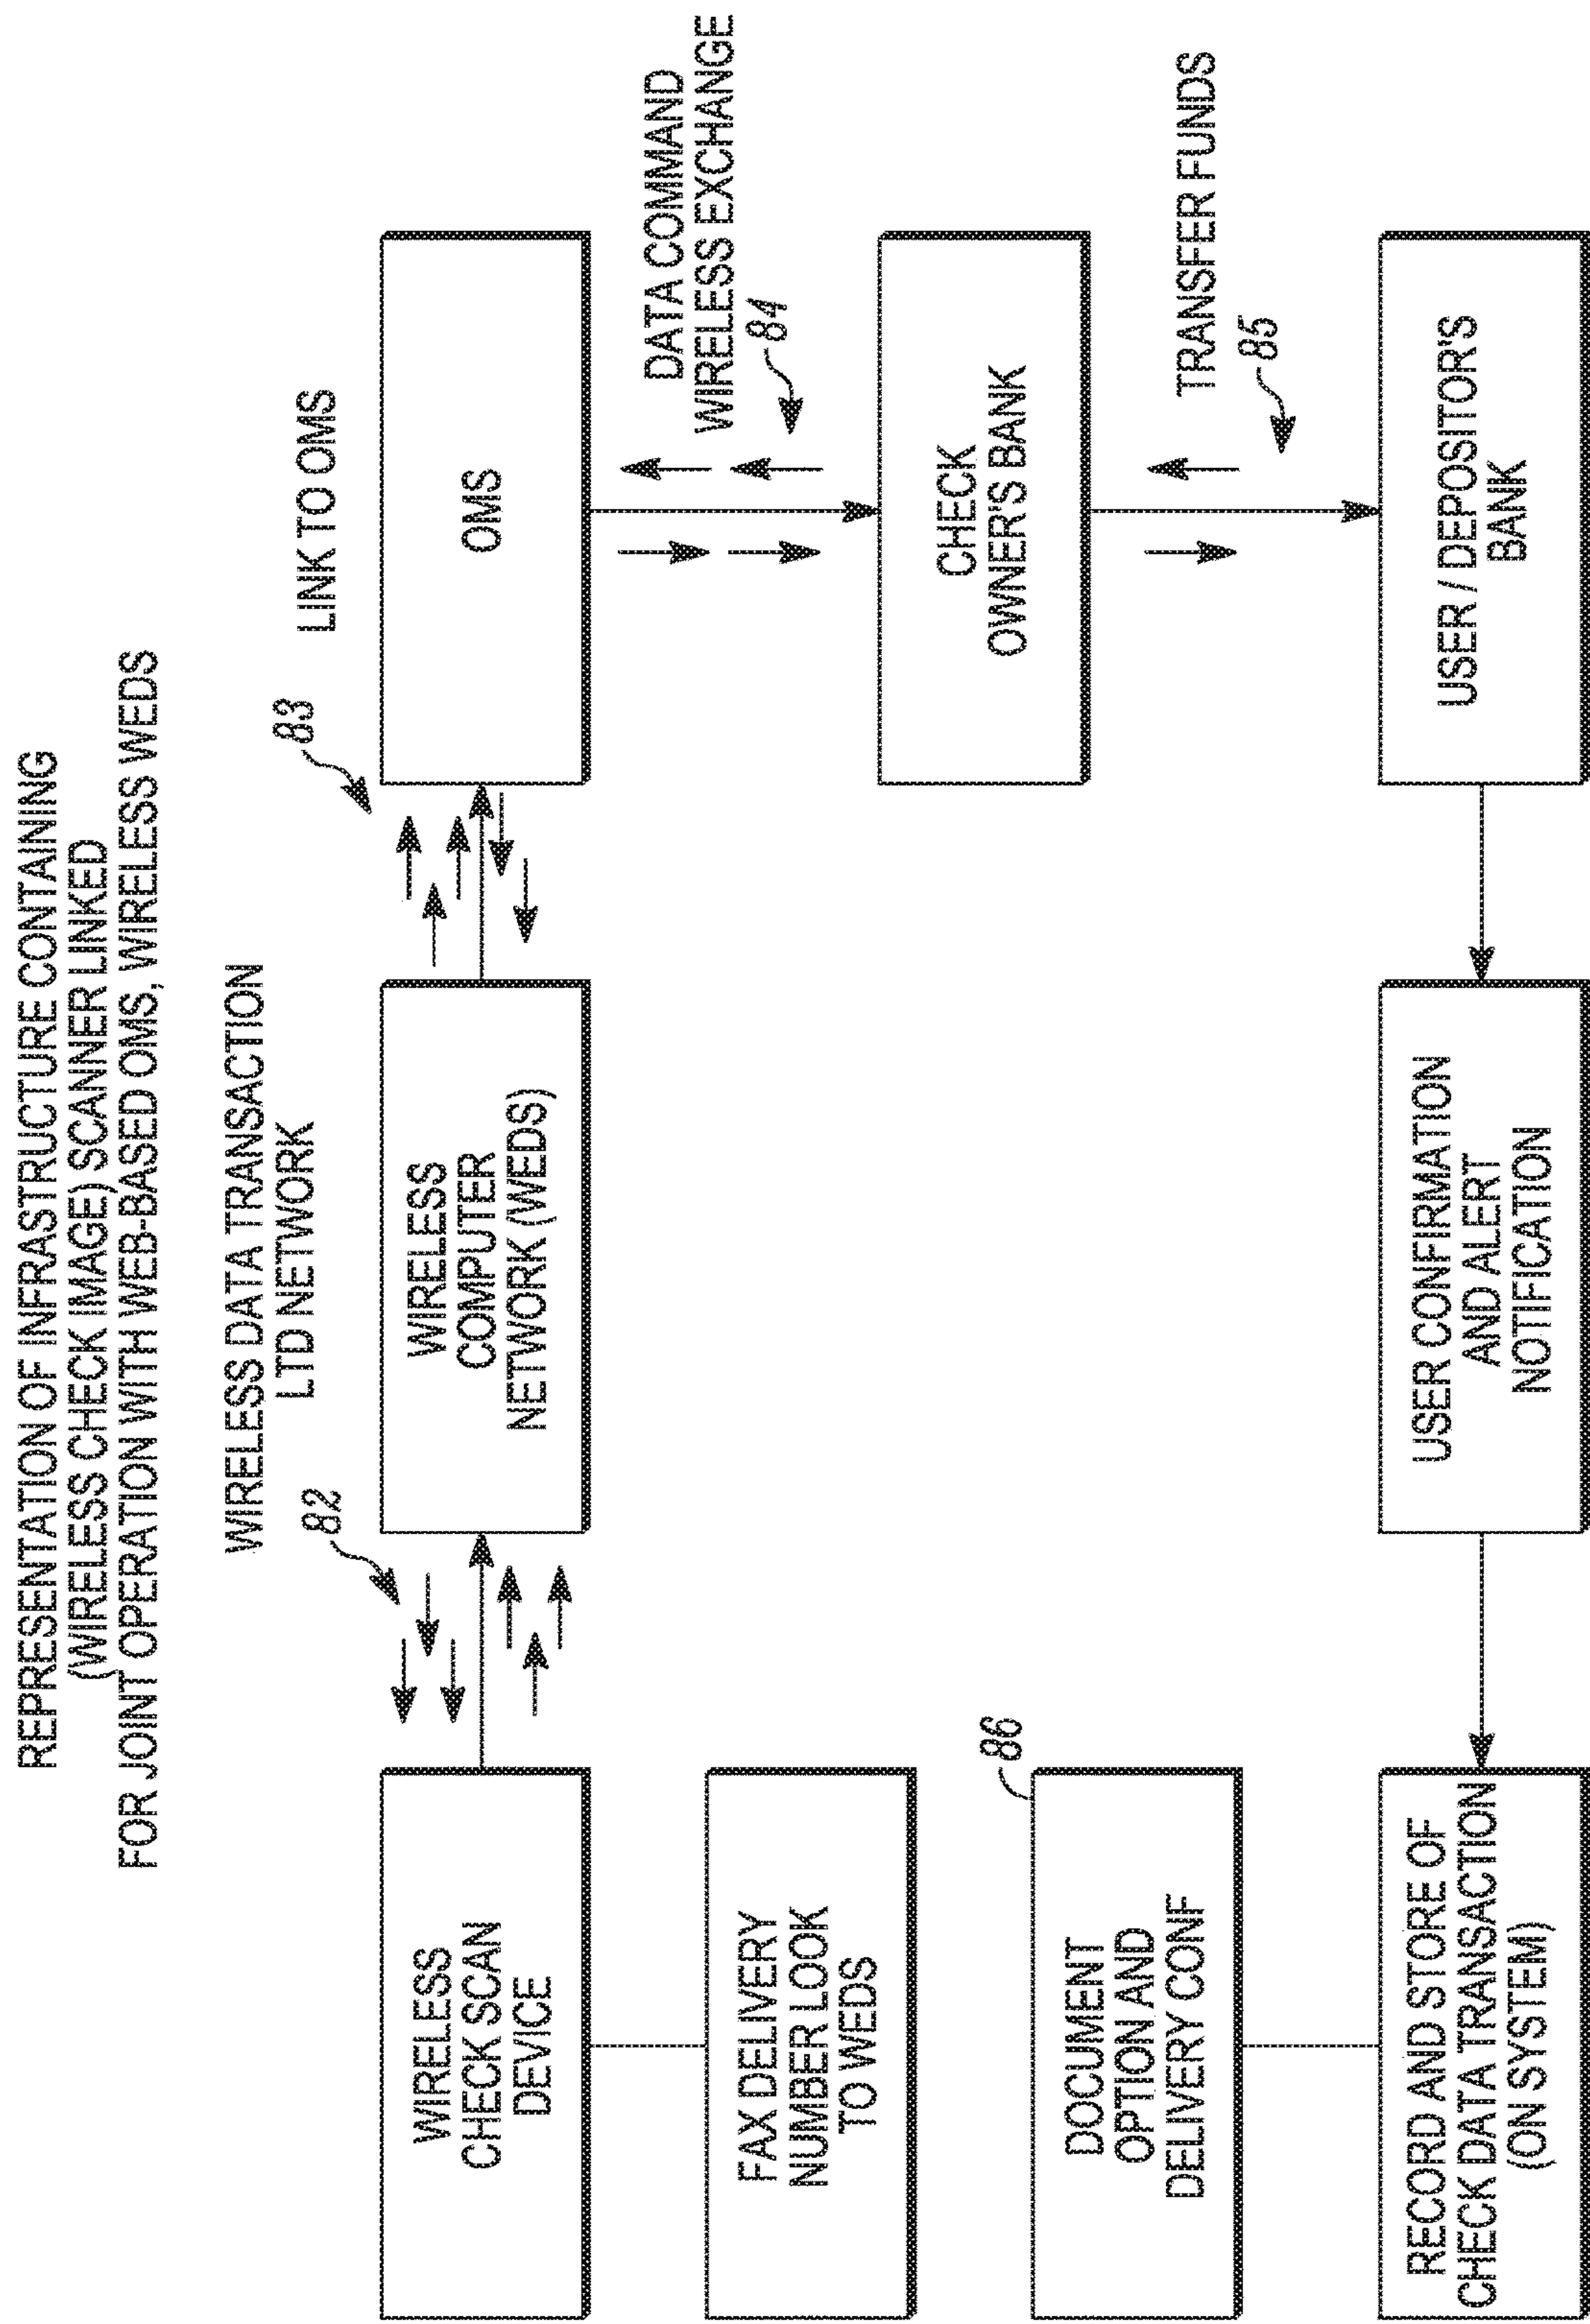 REPRESENTATION OF INFRASTRUCTURE CONTAINING
(WIRELESS CHECK IMAGE) SCANNER LINKED
FOR JOINT OPERATION WITH WEB-BASED OMS, WIRELESS WEDS
WIRELESS DATA TRANSACTION
LTD NETWORK
82
83
LINK TO OMS
WIRELESS
CHECK SCAN
DEVICE
WIRELESS
COMPUTER
NETWORK (WEDS)
OMS
DATA COMMAND
WIRELESS EXCHANGE
84
FAX DELIVERY
NUMBER LOOK
TO WEDS
CHECK
OWNER'S BANK
86
DOCUMENT
OPTION AND
DELIVERY CONF
TRANSFER FUNDS
85
RECORD AND STORE OF
CHECK DATA TRANSACTION
(ON SYSTEM)
USER CONFIRMATION
AND ALERT
NOTIFICATION
USER / DEPOSITOR'S
BANK